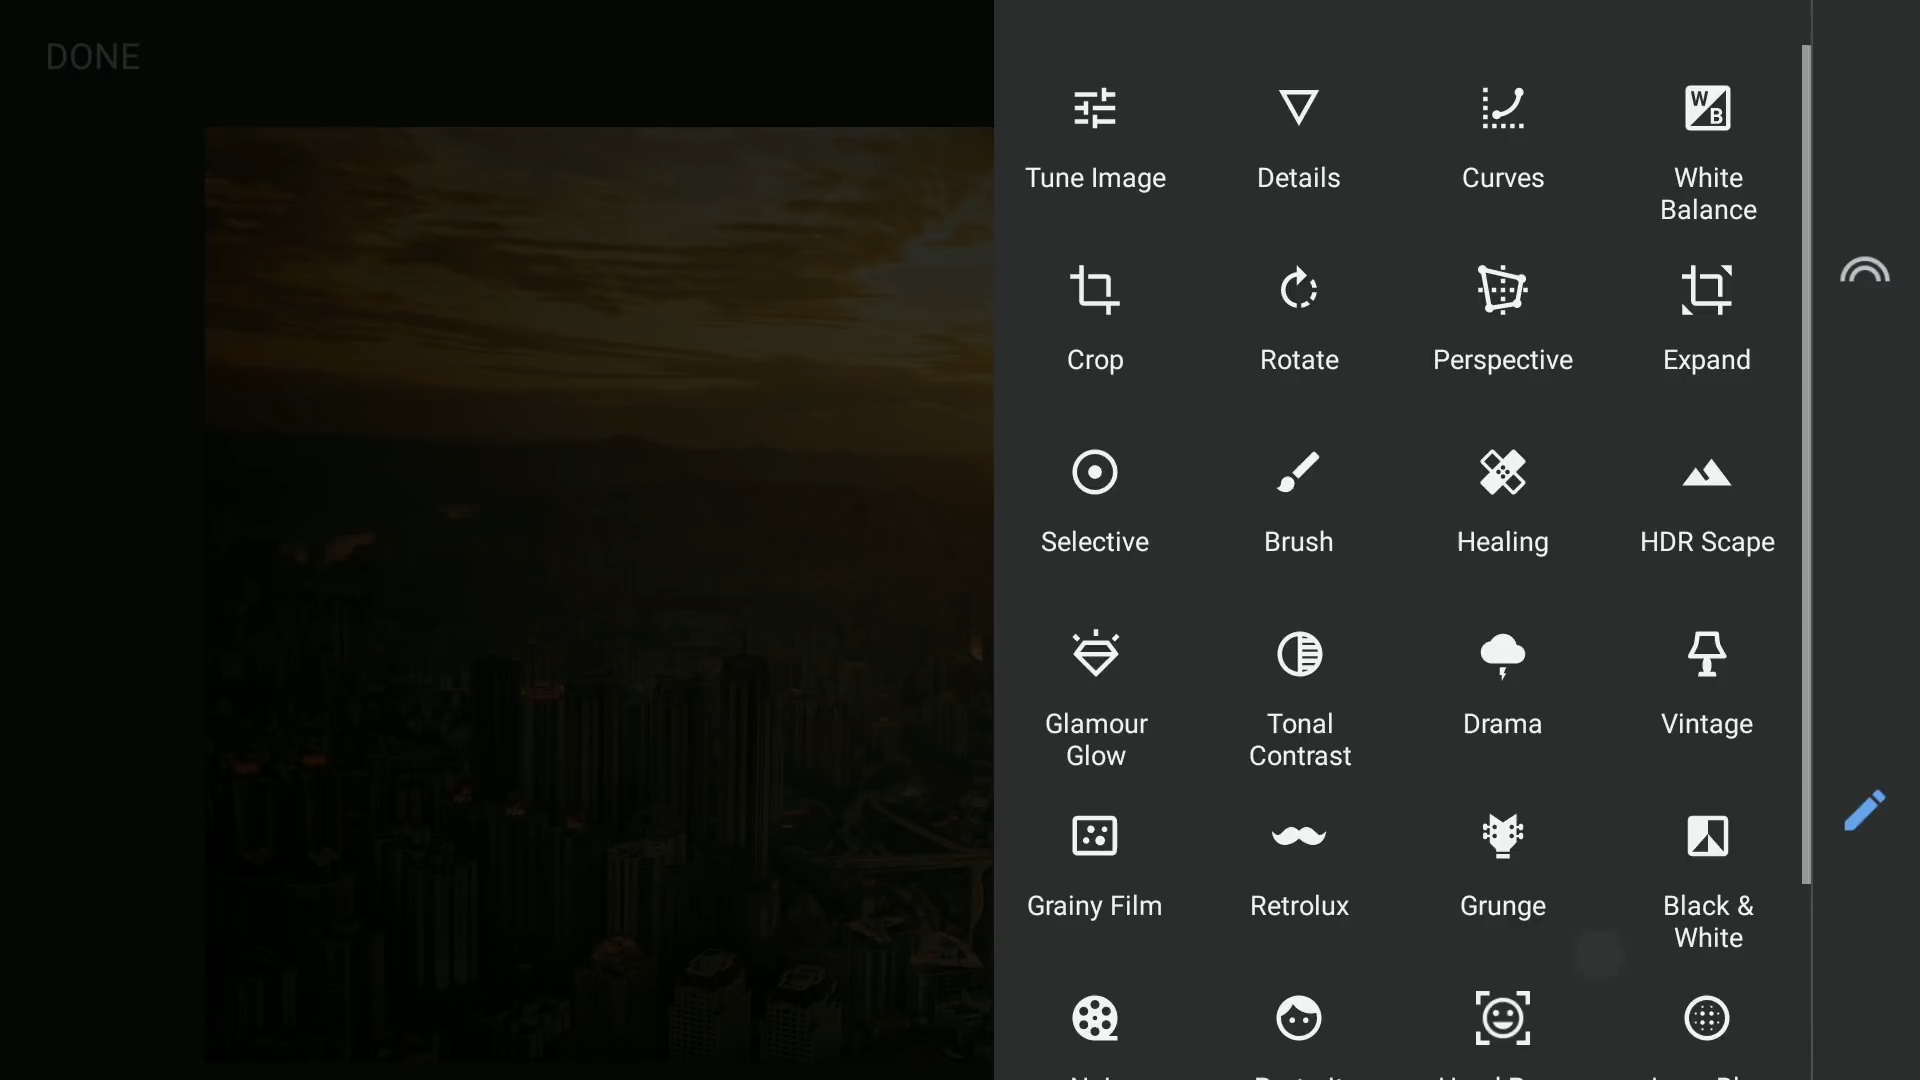 DONE
Tune Image
Details
Curves
W
B
White
Balance
Crop
Rotate
Perspective
Expand
Selective
Brush
Healing
HDR Scape
Glamour
Glow
Tonal
Contrast
Drama
Vintage
Grainy Film
Retrolux
Grunge
Black &
White